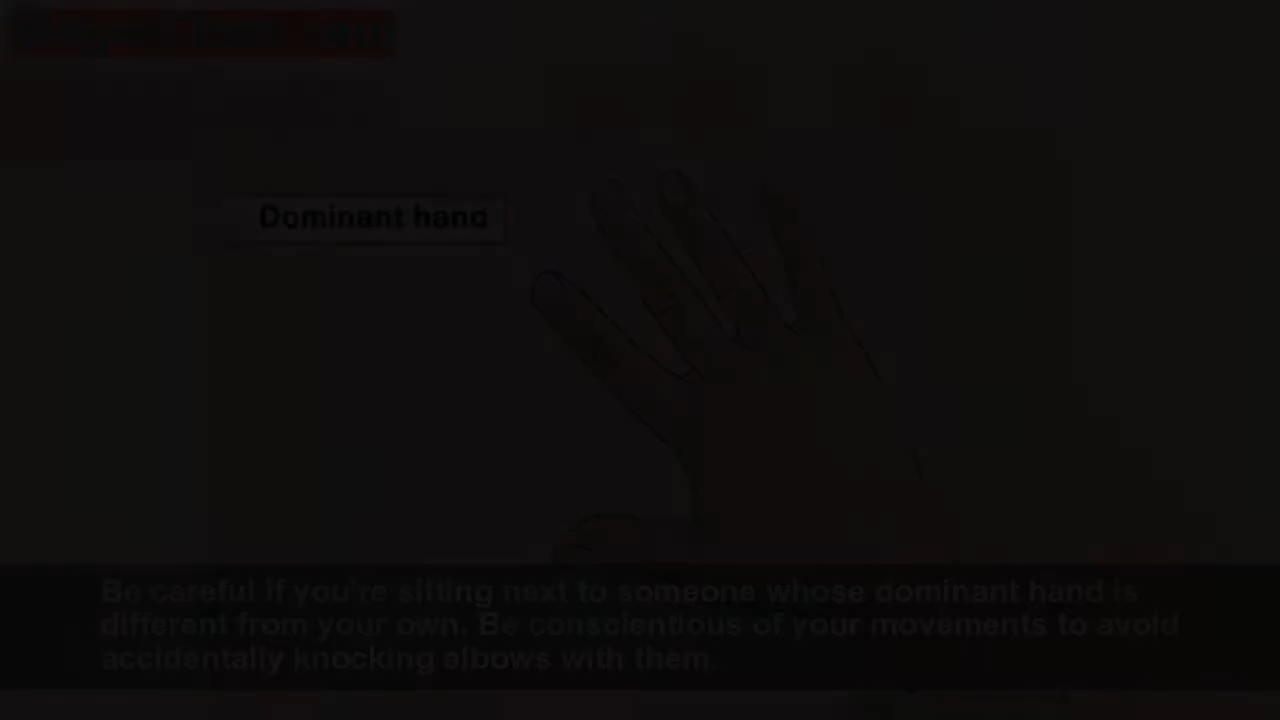 Dominant hand
Be careful if you're sitting next to someone whose dominant hand is
different from your own. Be conscientious of your movements to avoid
accidentally knocking elbows with them.